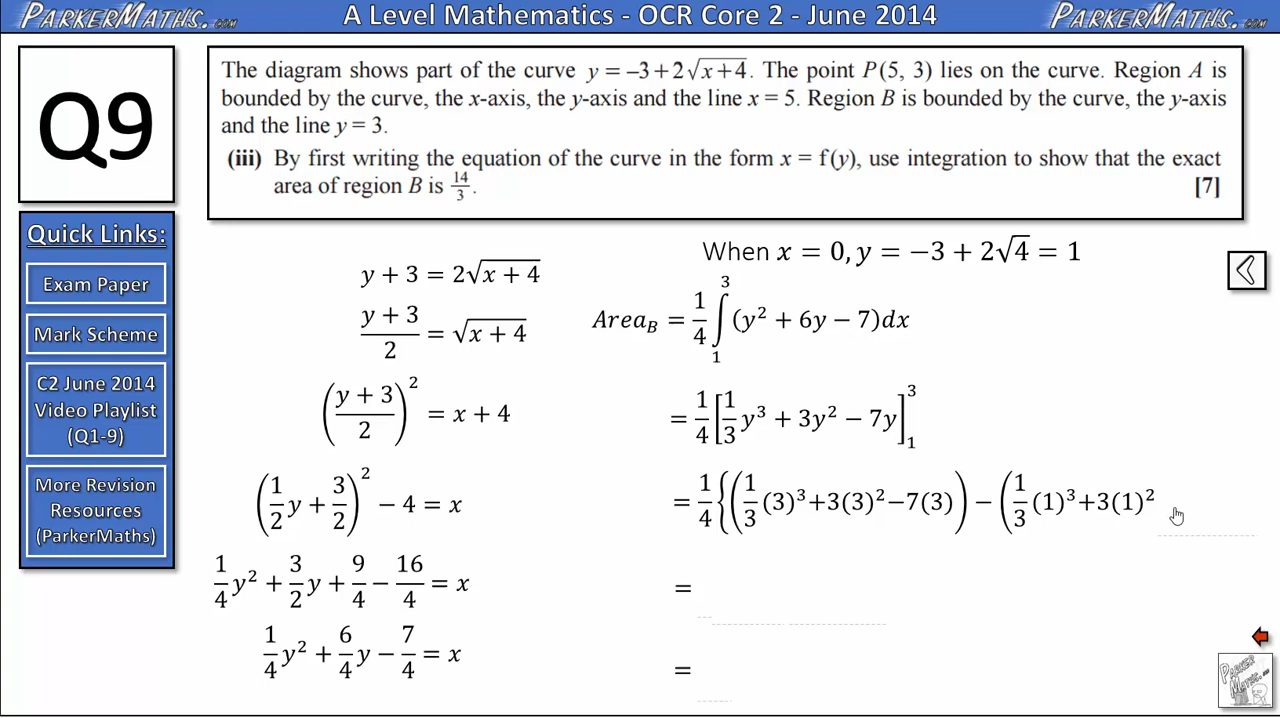 PARKERMATHS.COM
A Level Mathematics - OCR Core 2 - June 2014
PARKERMATHS.COM
Q9
The diagram shows part of the curve y = –3 + 2√(x + 4). The point P(5, 3) lies on the curve. Region A is
bounded by the curve, the x-axis, the y-axis and the line x = 5. Region B is bounded by the curve, the y-axis
and the line y = 3.
(iii) By first writing the equation of the curve in the form x = f(y), use integration to show that the exact
area of region B is 14/3. [7]
Quick Links:
Exam Paper
Mark Scheme
C2 June 2014
Video Playlist
(Q1-9)
More Revision
Resources
(ParkerMaths)
y + 3 = 2√(x + 4)
(y + 3)/2 = √(x + 4)
((y + 3)/2)² = x + 4
(1/2 y + 3/2)² − 4 = x
1/4 y² + 3/2 y + 9/4 − 16/4 = x
1/4 y² + 6/4 y − 7/4 = x
When x = 0, y = −3 + 2√4 = 1
Area_B = 1/4 ∫₁³ (y² + 6y − 7)dx
= 1/4 [1/3 y³ + 3y² − 7y]₁³
= 1/4 {(1/3 (3)³+3(3)²−7(3)) − (1/3 (1)³+3(1)²
=
=
PARKER
MATHS.COM